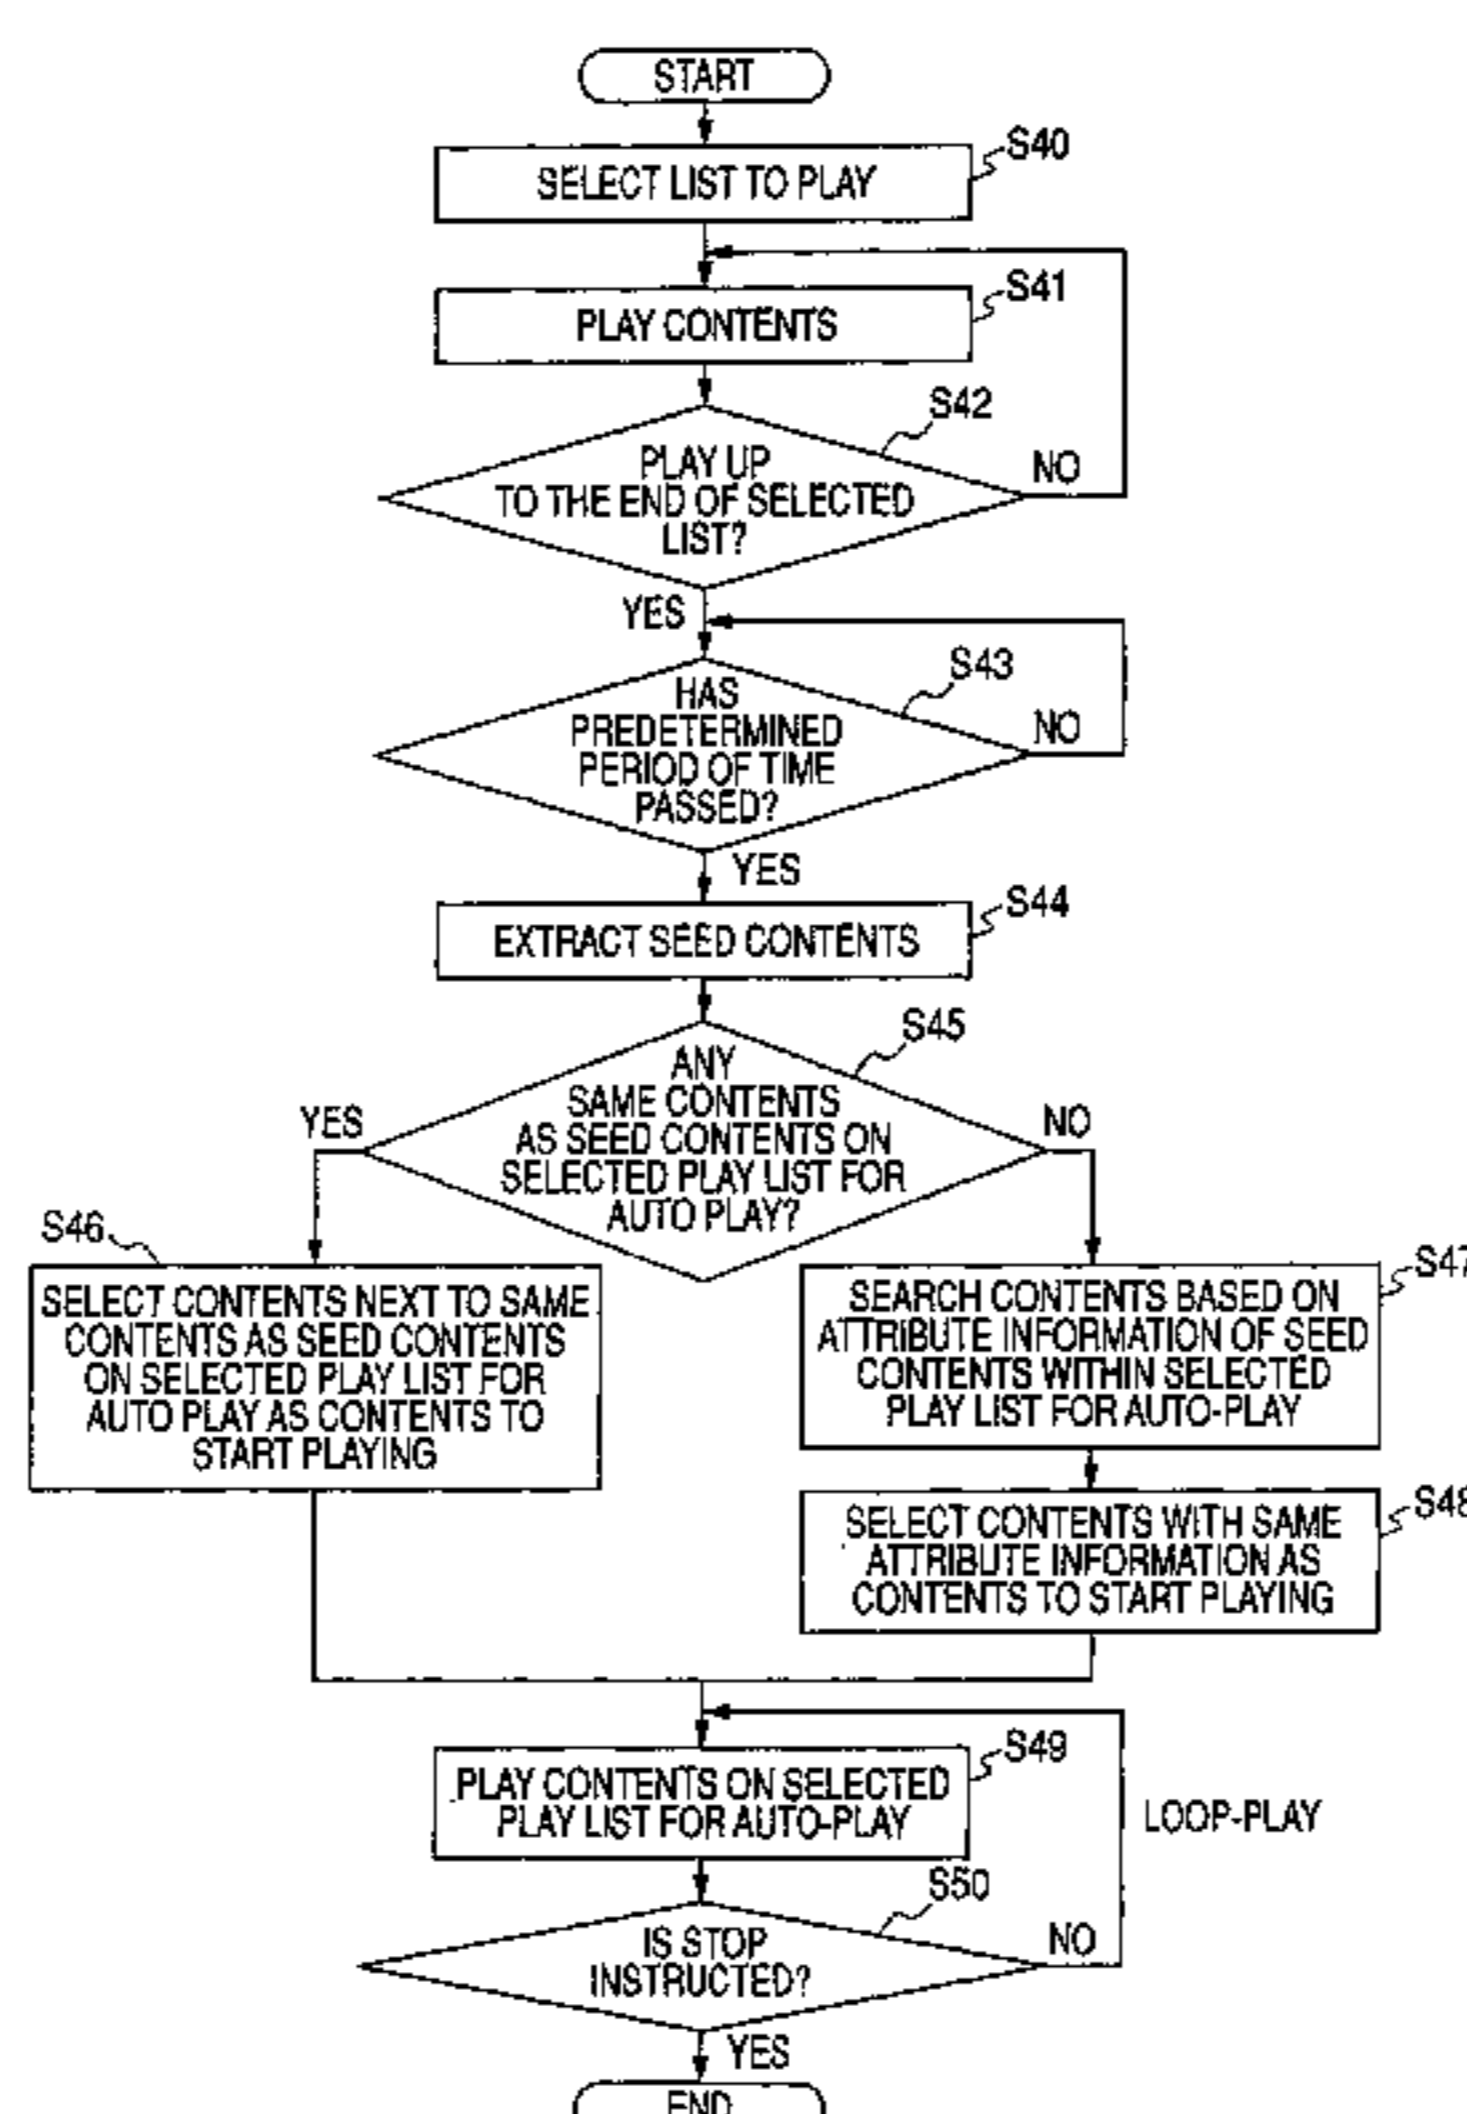 START
S40
SELECT LIST TO PLAY
S41
PLAY CONTENTS
S42
PLAY UP
TO THE END OF SELECTED
LIST?
NO
YES
S43
HAS
PREDETERMINED
PERIOD OF TIME
PASSED?
NO
YES
S44
EXTRACT SEED CONTENTS
S45
ANY
SAME CONTENTS
AS SEED CONTENTS ON
SELECTED PLAY LIST FOR
AUTO PLAY?
YES
NO
S46
SELECT CONTENTS NEXT TO SAME
CONTENTS AS SEED CONTENTS
ON SELECTED PLAY LIST FOR
AUTO PLAY AS CONTENTS TO
START PLAYING
S47
SEARCH CONTENTS BASED ON
ATTRIBUTE INFORMATION OF SEED
CONTENTS WITHIN SELECTED
PLAY LIST FOR AUTO-PLAY
S48
SELECT CONTENTS WITH SAME
ATTRIBUTE INFORMATION AS
CONTENTS TO START PLAYING
S49
PLAY CONTENTS ON SELECTED
PLAY LIST FOR AUTO-PLAY
LOOP-PLAY
S50
IS STOP
INSTRUCTED?
NO
YES
END